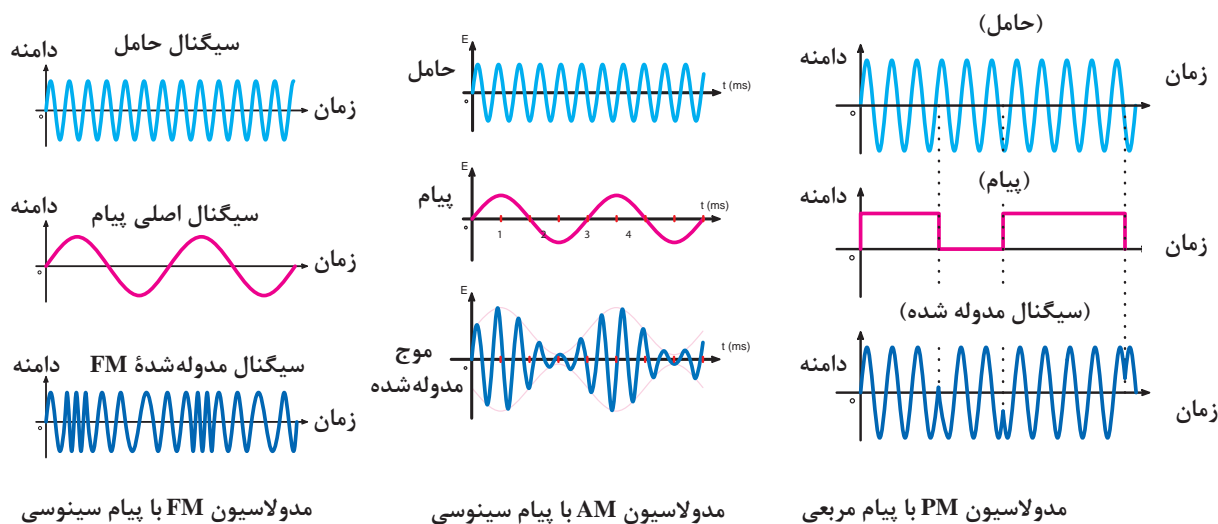 (حامل)
دامنه
زمان
°
(پیام)
دامنه
زمان
°
(سیگنال مدوله شده)
دامنه
زمان
°
مدولاسیون PM با پیام مربعی
E
حامل
t (ms)
°
E
پیام
t (ms)
°
1 2 3 4
E
موج
مدوله‌شده
t (ms)
°
مدولاسیون AM با پیام سینوسی
سیگنال حامل
دامنه
زمان
°
سیگنال اصلی پیام
دامنه
زمان
°
سیگنال مدوله‌شدهٔ FM
دامنه
زمان
°
مدولاسیون FM با پیام سینوسی